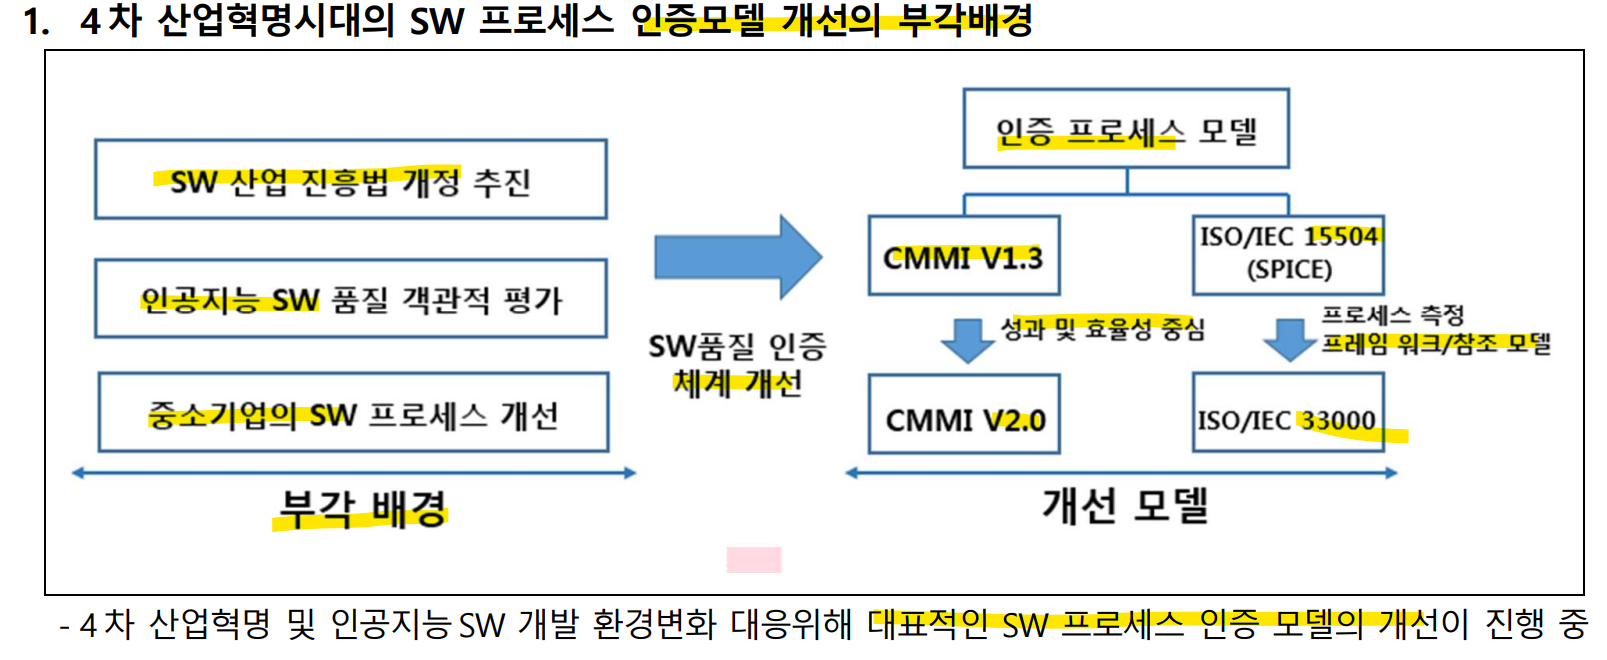 1. 4차 산업혁명시대의 SW 프로세스 인증모델 개선의 부각배경
SW 산업 진흥법 개정 추진
인공지능 SW 품질 객관적 평가
중소기업의 SW 프로세스 개선
부각 배경
SW품질 인증
체계 개선
인증 프로세스 모델
CMMI V1.3
ISO/IEC 15504
(SPICE)
성과 및 효율성 중심
프로세스 측정
프레임 워크/참조 모델
CMMI V2.0
ISO/IEC 33000
개선 모델
- 4차 산업혁명 및 인공지능 SW 개발 환경변화 대응위해 대표적인 SW 프로세스 인증 모델의 개선이 진행 중